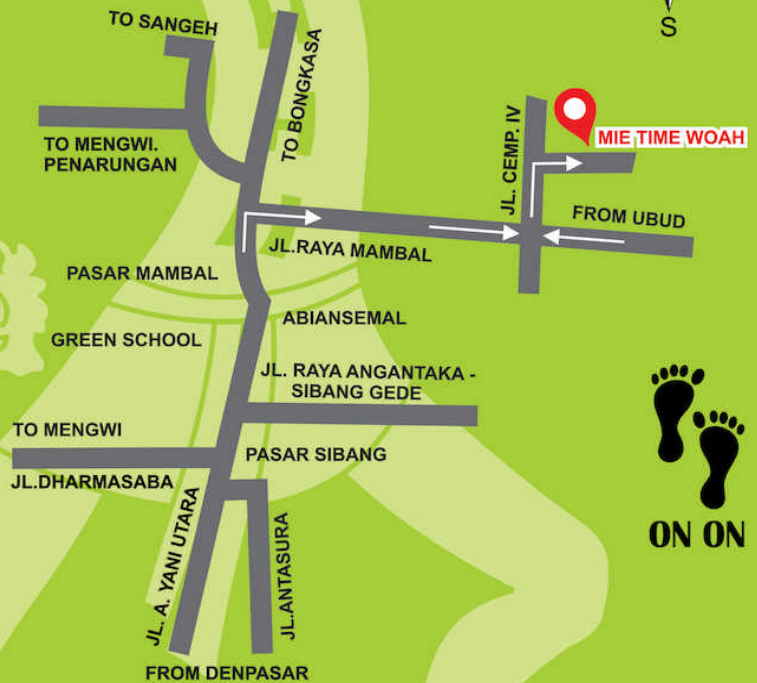 S
TO SANGEH
TO BONGKASA
TO MENGWI.
PENARUNGAN
JL. CEMP. IV
MIE TIME WOAH
FROM UBUD
JL.RAYA MAMBAL
PASAR MAMBAL
ABIANSEMAL
GREEN SCHOOL
JL. RAYA ANGANTAKA -
SIBANG GEDE
TO MENGWI
PASAR SIBANG
JL.DHARMASABA
JL. A. YANI UTARA
JL.ANTASURA
ON ON
FROM DENPASAR